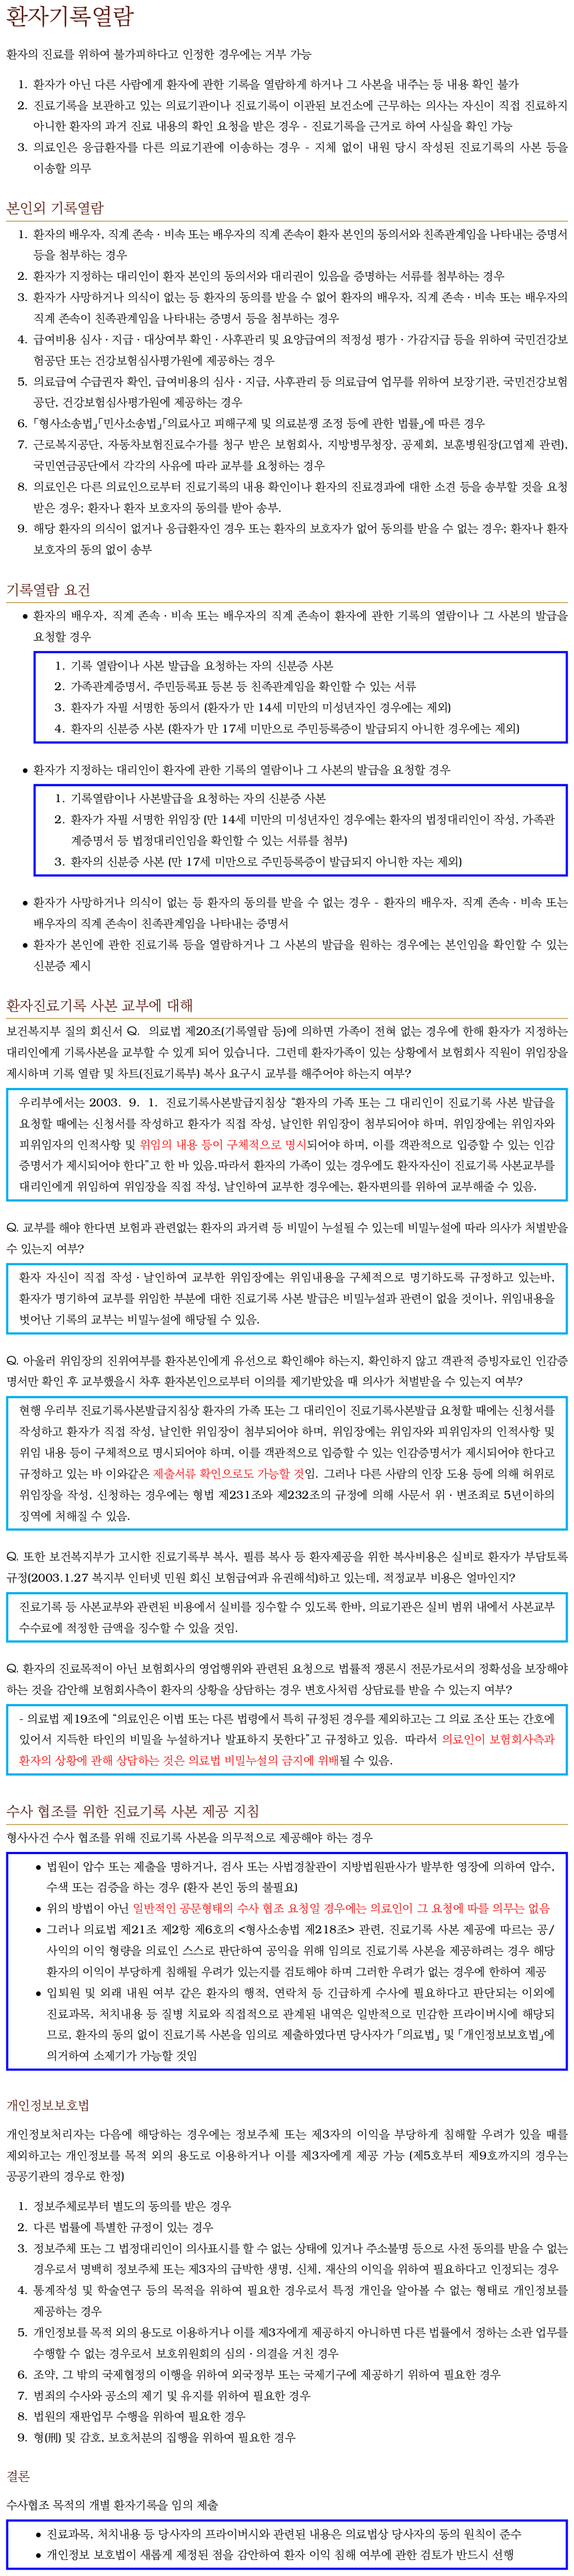 환자기록열람
환자의 진료를 위하여 불가피하다고 인정한 경우에는 거부 가능
1. 환자가 아닌 다른 사람에게 환자에 관한 기록을 열람하게 하거나 그 사본을 내주는 등 내용 확인 불가
2. 진료기록을 보관하고 있는 의료기관이나 진료기록이 이관된 보건소에 근무하는 의사는 자신이 직접 진료하지
아니한 환자의 과거 진료 내용의 확인 요청을 받은 경우 - 진료기록을 근거로 하여 사실을 확인 가능
3. 의료인은 응급환자를 다른 의료기관에 이송하는 경우 - 지체 없이 내원 당시 작성된 진료기록의 사본 등을
이송할 의무
본인외 기록열람
1. 환자의 배우자, 직계 존속 · 비속 또는 배우자의 직계 존속이 환자 본인의 동의서와 친족관계임을 나타내는 증명서
등을 첨부하는 경우
2. 환자가 지정하는 대리인이 환자 본인의 동의서와 대리권이 있음을 증명하는 서류를 첨부하는 경우
3. 환자가 사망하거나 의식이 없는 등 환자의 동의를 받을 수 없어 환자의 배우자, 직계 존속 · 비속 또는 배우자의
직계 존속이 친족관계임을 나타내는 증명서 등을 첨부하는 경우
4. 급여비용 심사 · 지급 · 대상여부 확인 · 사후관리 및 요양급여의 적정성 평가 · 가감지급 등을 위하여 국민건강보
험공단 또는 건강보험심사평가원에 제공하는 경우
5. 의료급여 수급권자 확인, 급여비용의 심사 · 지급, 사후관리 등 의료급여 업무를 위하여 보장기관, 국민건강보험
공단, 건강보험심사평가원에 제공하는 경우
6. 「형사소송법」「민사소송법」「의료사고 피해구제 및 의료분쟁 조정 등에 관한 법률」에 따른 경우
7. 근로복지공단, 자동차보험진료수가를 청구 받은 보험회사, 지방병무청장, 공제회, 보훈병원장(고엽제 관련),
국민연금공단에서 각각의 사유에 따라 교부를 요청하는 경우
8. 의료인은 다른 의료인으로부터 진료기록의 내용 확인이나 환자의 진료경과에 대한 소견 등을 송부할 것을 요청
받은 경우; 환자나 환자 보호자의 동의를 받아 송부.
9. 해당 환자의 의식이 없거나 응급환자인 경우 또는 환자의 보호자가 없어 동의를 받을 수 없는 경우; 환자나 환자
보호자의 동의 없이 송부
기록열람 요건
• 환자의 배우자, 직계 존속 · 비속 또는 배우자의 직계 존속이 환자에 관한 기록의 열람이나 그 사본의 발급을
요청할 경우
1. 기록 열람이나 사본 발급을 요청하는 자의 신분증 사본
2. 가족관계증명서, 주민등록표 등본 등 친족관계임을 확인할 수 있는 서류
3. 환자가 자필 서명한 동의서 (환자가 만 14세 미만의 미성년자인 경우에는 제외)
4. 환자의 신분증 사본 (환자가 만 17세 미만으로 주민등록증이 발급되지 아니한 경우에는 제외)
• 환자가 지정하는 대리인이 환자에 관한 기록의 열람이나 그 사본의 발급을 요청할 경우
1. 기록열람이나 사본발급을 요청하는 자의 신분증 사본
2. 환자가 자필 서명한 위임장 (만 14세 미만의 미성년자인 경우에는 환자의 법정대리인이 작성, 가족관
계증명서 등 법정대리인임을 확인할 수 있는 서류를 첨부)
3. 환자의 신분증 사본 (만 17세 미만으로 주민등록증이 발급되지 아니한 자는 제외)
• 환자가 사망하거나 의식이 없는 등 환자의 동의를 받을 수 없는 경우 - 환자의 배우자, 직계 존속 · 비속 또는
배우자의 직계 존속이 친족관계임을 나타내는 증명서
• 환자가 본인에 관한 진료기록 등을 열람하거나 그 사본의 발급을 원하는 경우에는 본인임을 확인할 수 있는
신분증 제시
환자진료기록 사본 교부에 대해
보건복지부 질의 회신서 Q. 의료법 제20조(기록열람 등)에 의하면 가족이 전혀 없는 경우에 한해 환자가 지정하는
대리인에게 기록사본을 교부할 수 있게 되어 있습니다. 그런데 환자가족이 있는 상황에서 보험회사 직원이 위임장을
제시하며 기록 열람 및 차트(진료기록부) 복사 요구시 교부를 해주어야 하는지 여부?
우리부에서는 2003. 9. 1. 진료기록사본발급지침상 “환자의 가족 또는 그 대리인이 진료기록 사본 발급을
요청할 때에는 신청서를 작성하고 환자가 직접 작성, 날인한 위임장이 첨부되어야 하며, 위임장에는 위임자와
피위임자의 인적사항 및 위임의 내용 등이 구체적으로 명시되어야 하며, 이를 객관적으로 입증할 수 있는 인감
증명서가 제시되어야 한다”고 한 바 있음.따라서 환자의 가족이 있는 경우에도 환자자신이 진료기록 사본교부를
대리인에게 위임하여 위임장을 직접 작성, 날인하여 교부한 경우에는, 환자편의를 위하여 교부해줄 수 있음.
Q. 교부를 해야 한다면 보험과 관련없는 환자의 과거력 등 비밀이 누설될 수 있는데 비밀누설에 따라 의사가 처벌받을
수 있는지 여부?
환자 자신이 직접 작성 · 날인하여 교부한 위임장에는 위임내용을 구체적으로 명기하도록 규정하고 있는바,
환자가 명기하여 교부를 위임한 부분에 대한 진료기록 사본 발급은 비밀누설과 관련이 없을 것이나, 위임내용을
벗어난 기록의 교부는 비밀누설에 해당될 수 있음.
Q. 아울러 위임장의 진위여부를 환자본인에게 유선으로 확인해야 하는지, 확인하지 않고 객관적 증빙자료인 인감증
명서만 확인 후 교부했을시 차후 환자본인으로부터 이의를 제기받았을 때 의사가 처벌받을 수 있는지 여부?
현행 우리부 진료기록사본발급지침상 환자의 가족 또는 그 대리인이 진료기록사본발급 요청할 때에는 신청서를
작성하고 환자가 직접 작성, 날인한 위임장이 첨부되어야 하며, 위임장에는 위임자와 피위임자의 인적사항 및
위임 내용 등이 구체적으로 명시되어야 하며, 이를 객관적으로 입증할 수 있는 인감증명서가 제시되어야 한다고
규정하고 있는 바 이와같은 제출서류 확인으로도 가능할 것임. 그러나 다른 사람의 인장 도용 등에 의해 허위로
위임장을 작성, 신청하는 경우에는 형법 제231조와 제232조의 규정에 의해 사문서 위 · 변조죄로 5년이하의
징역에 처해질 수 있음.
Q. 또한 보건복지부가 고시한 진료기록부 복사, 필름 복사 등 환자제공을 위한 복사비용은 실비로 환자가 부담토록
규정(2003.1.27 복지부 인터넷 민원 회신 보험급여과 유권해석)하고 있는데, 적정교부 비용은 얼마인지?
진료기록 등 사본교부와 관련된 비용에서 실비를 징수할 수 있도록 한바, 의료기관은 실비 범위 내에서 사본교부
수수료에 적정한 금액을 징수할 수 있을 것임.
Q. 환자의 진료목적이 아닌 보험회사의 영업행위와 관련된 요청으로 법률적 쟁론시 전문가로서의 정확성을 보장해야
하는 것을 감안해 보험회사측이 환자의 상황을 상담하는 경우 변호사처럼 상담료를 받을 수 있는지 여부?
- 의료법 제19조에 “의료인은 이법 또는 다른 법령에서 특히 규정된 경우를 제외하고는 그 의료 조산 또는 간호에
있어서 지득한 타인의 비밀을 누설하거나 발표하지 못한다”고 규정하고 있음. 따라서 의료인이 보험회사측과
환자의 상황에 관해 상담하는 것은 의료법 비밀누설의 금지에 위배될 수 있음.
수사 협조를 위한 진료기록 사본 제공 지침
형사사건 수사 협조를 위해 진료기록 사본을 의무적으로 제공해야 하는 경우
• 법원이 압수 또는 제출을 명하거나, 검사 또는 사법경찰관이 지방법원판사가 발부한 영장에 의하여 압수,
수색 또는 검증을 하는 경우 (환자 본인 동의 불필요)
• 위의 방법이 아닌 일반적인 공문형태의 수사 협조 요청일 경우에는 의료인이 그 요청에 따를 의무는 없음
• 그러나 의료법 제21조 제2항 제6호의 <형사소송법 제218조> 관련, 진료기록 사본 제공에 따르는 공/
사익의 이익 형량을 의료인 스스로 판단하여 공익을 위해 임의로 진료기록 사본을 제공하려는 경우 해당
환자의 이익이 부당하게 침해될 우려가 있는지를 검토해야 하며 그러한 우려가 없는 경우에 한하여 제공
• 입퇴원 및 외래 내원 여부 같은 환자의 행적, 연락처 등 긴급하게 수사에 필요하다고 판단되는 이외에
진료과목, 처치내용 등 질병 치료와 직접적으로 관계된 내역은 일반적으로 민감한 프라이버시에 해당되
므로, 환자의 동의 없이 진료기록 사본을 임의로 제출하였다면 당사자가 「의료법」 및 「개인정보보호법」에
의거하여 소제기가 가능할 것임
개인정보보호법
개인정보처리자는 다음에 해당하는 경우에는 정보주체 또는 제3자의 이익을 부당하게 침해할 우려가 있을 때를
제외하고는 개인정보를 목적 외의 용도로 이용하거나 이를 제3자에게 제공 가능 (제5호부터 제9호까지의 경우는
공공기관의 경우로 한정)
1. 정보주체로부터 별도의 동의를 받은 경우
2. 다른 법률에 특별한 규정이 있는 경우
3. 정보주체 또는 그 법정대리인이 의사표시를 할 수 없는 상태에 있거나 주소불명 등으로 사전 동의를 받을 수 없는
경우로서 명백히 정보주체 또는 제3자의 급박한 생명, 신체, 재산의 이익을 위하여 필요하다고 인정되는 경우
4. 통계작성 및 학술연구 등의 목적을 위하여 필요한 경우로서 특정 개인을 알아볼 수 없는 형태로 개인정보를
제공하는 경우
5. 개인정보를 목적 외의 용도로 이용하거나 이를 제3자에게 제공하지 아니하면 다른 법률에서 정하는 소관 업무를
수행할 수 없는 경우로서 보호위원회의 심의 · 의결을 거친 경우
6. 조약, 그 밖의 국제협정의 이행을 위하여 외국정부 또는 국제기구에 제공하기 위하여 필요한 경우
7. 범죄의 수사와 공소의 제기 및 유지를 위하여 필요한 경우
8. 법원의 재판업무 수행을 위하여 필요한 경우
9. 형(刑) 및 감호, 보호처분의 집행을 위하여 필요한 경우
결론
수사협조 목적의 개별 환자기록을 임의 제출
• 진료과목, 처치내용 등 당사자의 프라이버시와 관련된 내용은 의료법상 당사자의 동의 원칙이 준수
• 개인정보 보호법이 새롭게 제정된 점을 감안하여 환자 이익 침해 여부에 관한 검토가 반드시 선행